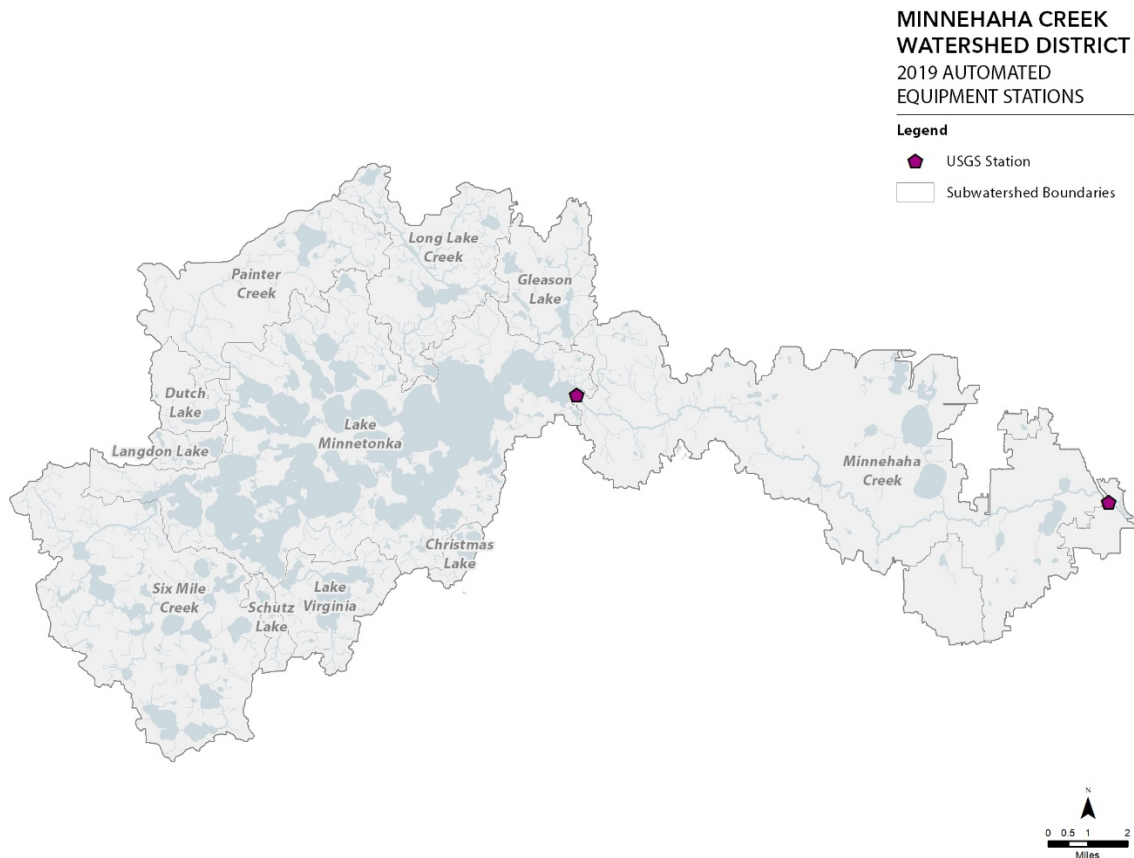 MINNEHAHA CREEK
WATERSHED DISTRICT
2019 AUTOMATED
EQUIPMENT STATIONS
Legend
USGS Station
Subwatershed Boundaries
Long Lake
Creek
Painter
Creek
Gleason
Lake
Dutch
Lake
Lake
Minnetonka
Langdon Lake
Minnehaha
Creek
Christmas
Lake
Six Mile
Creek
Schutz
Lake
Lake
Virginia
N
0 0.5 1 2
Miles